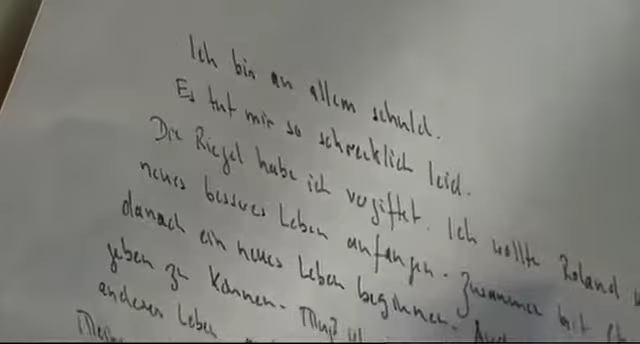 Ich bin an allem schuld.
Es tut mir so schrecklich leid.
Die Riegel habe ich vergiftet. Ich wollte Roland
neues besseres Leben anfangen. Zusammen mit
danach ein neues Leben beginnen.
geben zu können. Muß
anderes Leben